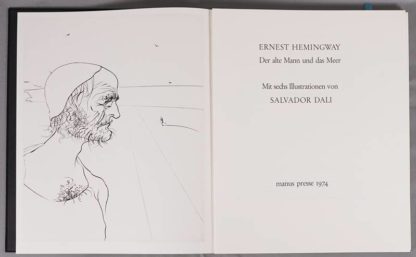 ERNEST HEMINGWAY
Der alte Mann und das Meer
Mit sechs Illustrationen von
SALVADOR DALI
manus presse 1974